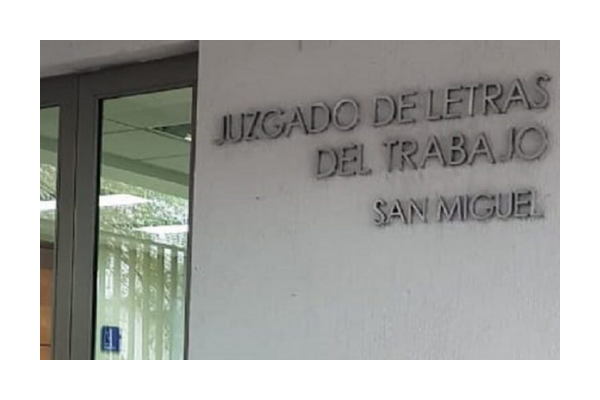 JUZGADO DE LETRAS
DEL TRABAJO
SAN MIGUEL